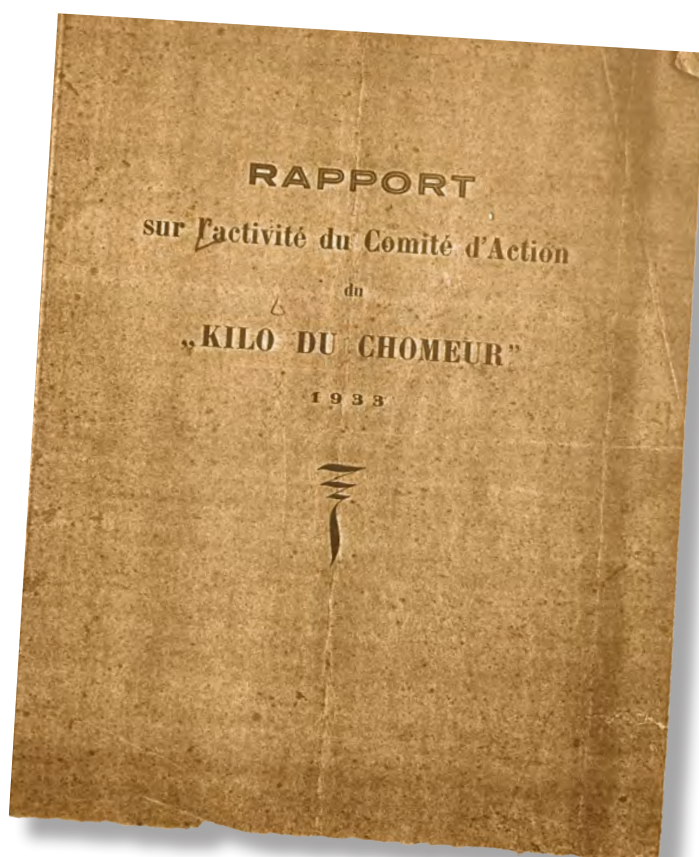 RAPPORT
sur l'activité du Comité d'Action
du
„KILO DU CHOMEUR”
1933